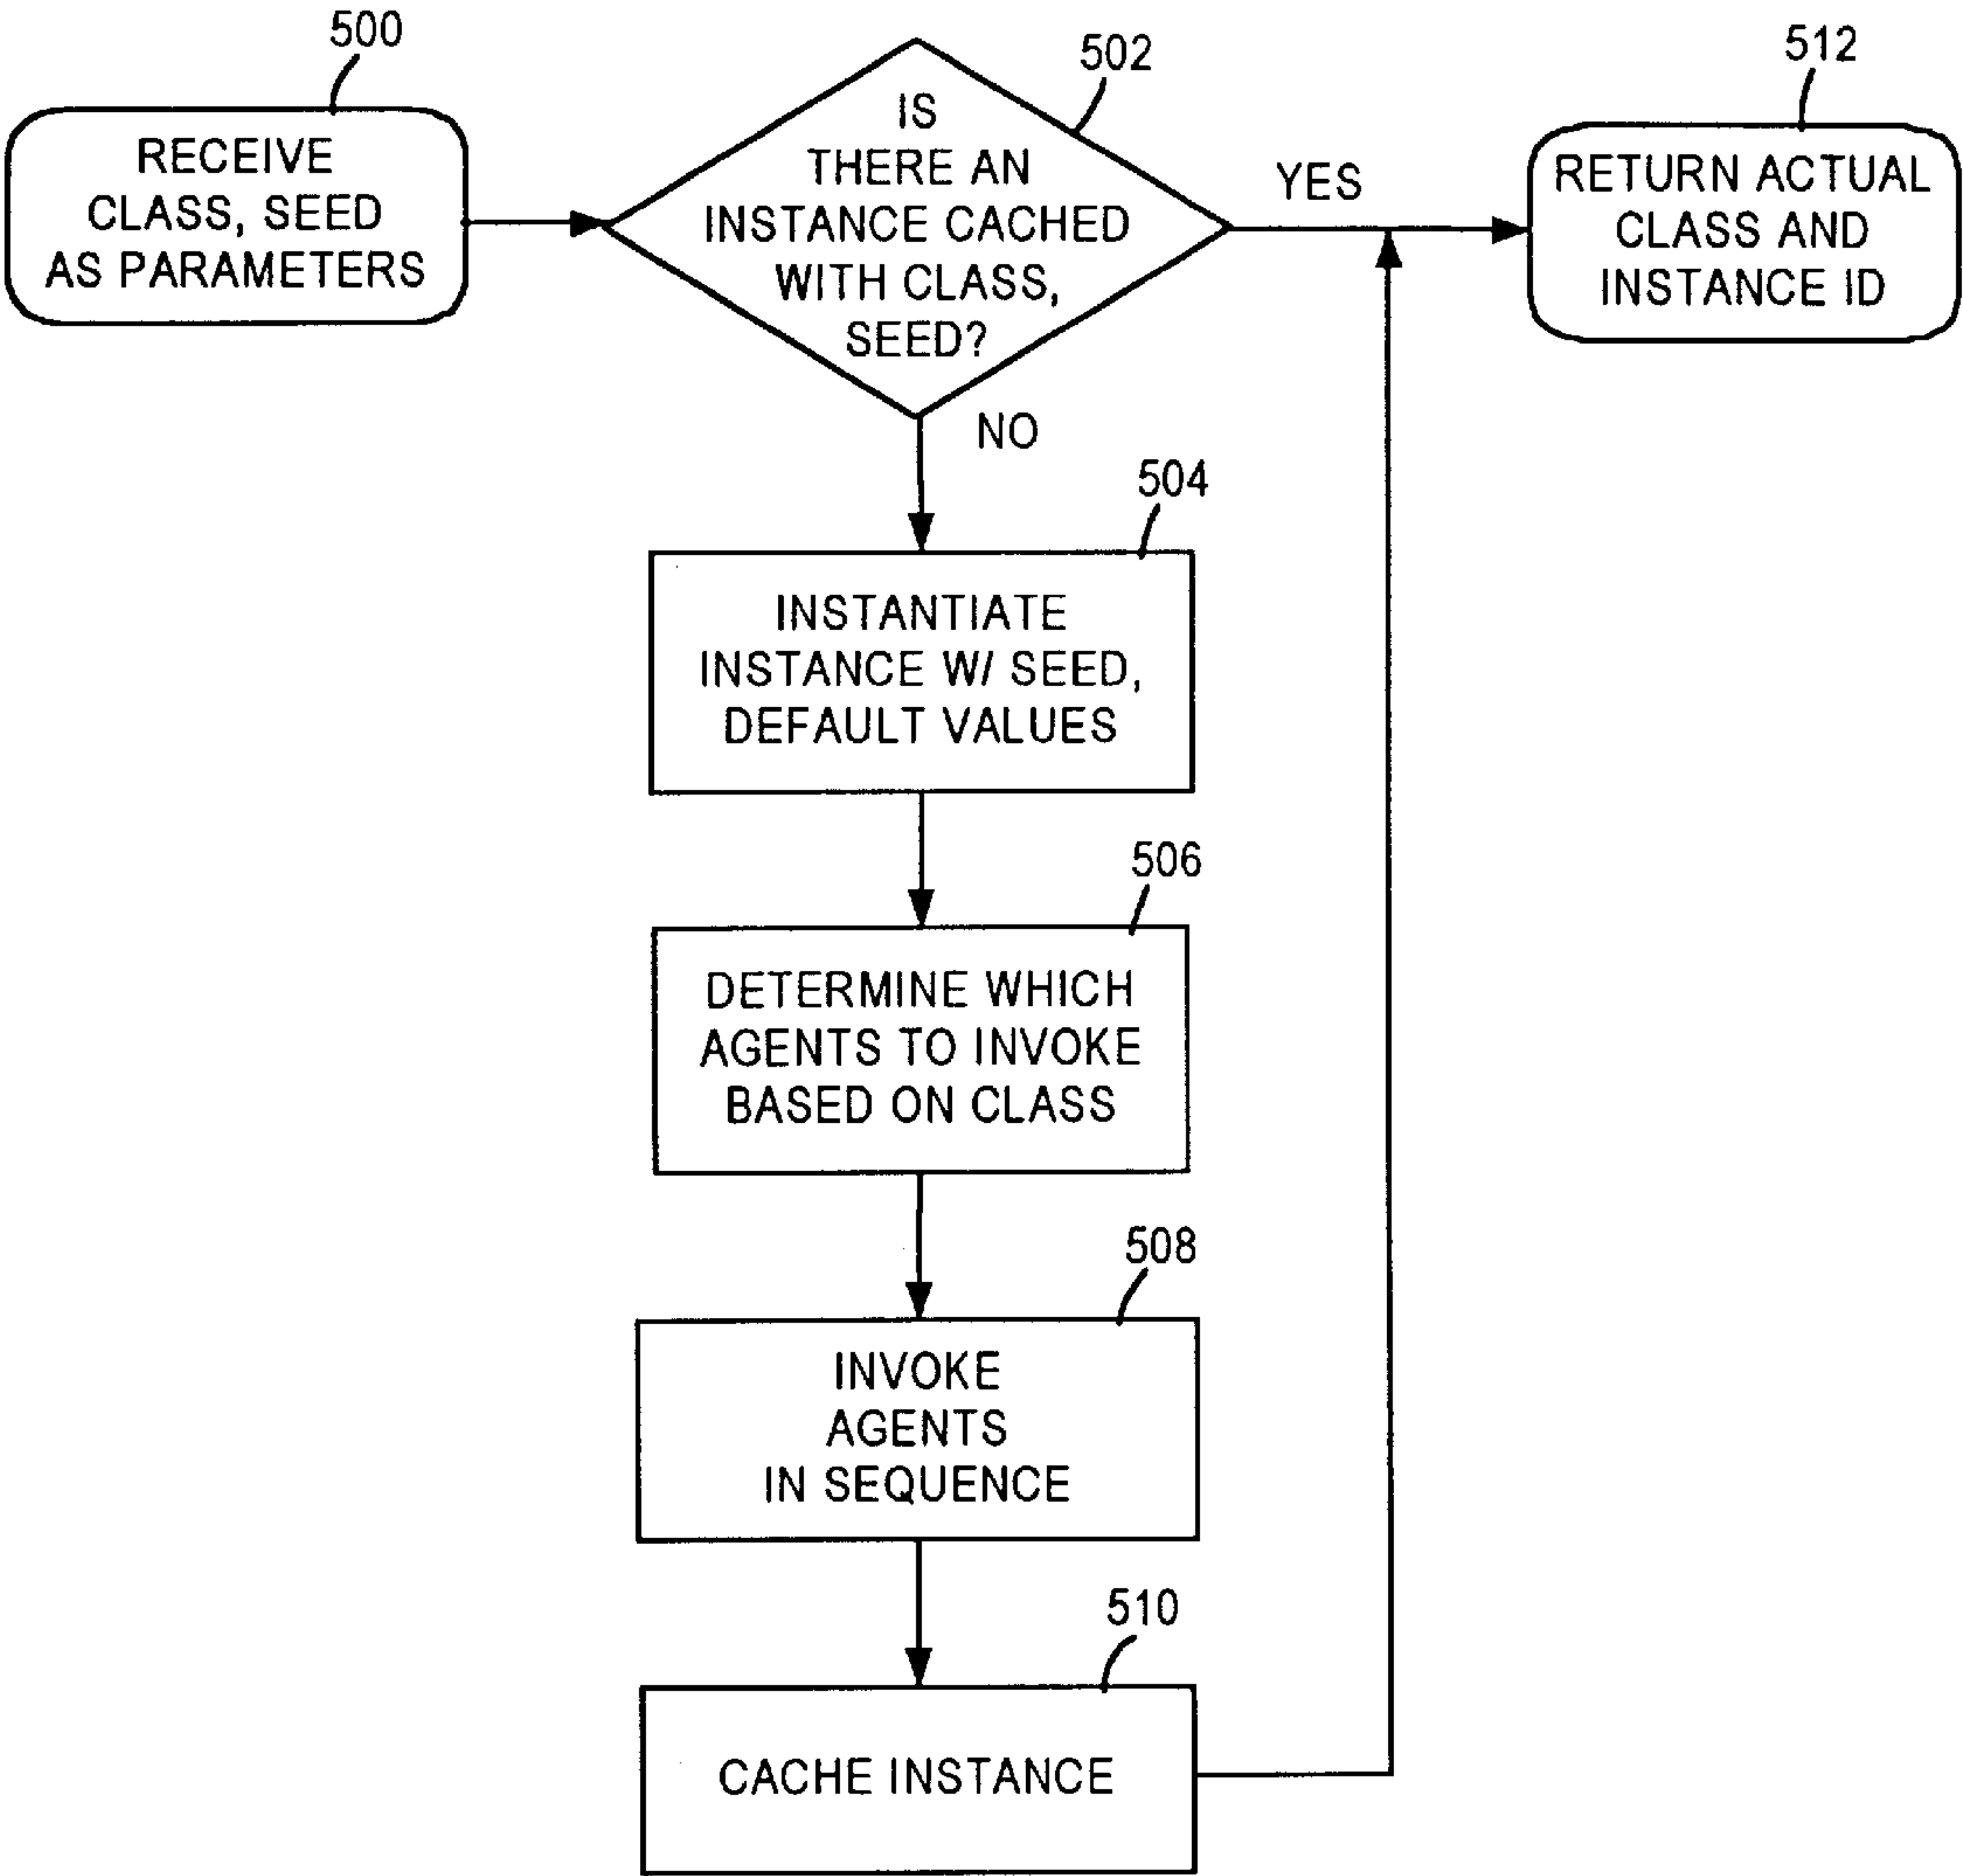 500
RECEIVE
CLASS, SEED
AS PARAMETERS
502
IS
THERE AN
INSTANCE CACHED
WITH CLASS,
SEED?
YES
NO
512
RETURN ACTUAL
CLASS AND
INSTANCE ID
504
INSTANTIATE
INSTANCE W/ SEED,
DEFAULT VALUES
506
DETERMINE WHICH
AGENTS TO INVOKE
BASED ON CLASS
508
INVOKE
AGENTS
IN SEQUENCE
510
CACHE INSTANCE